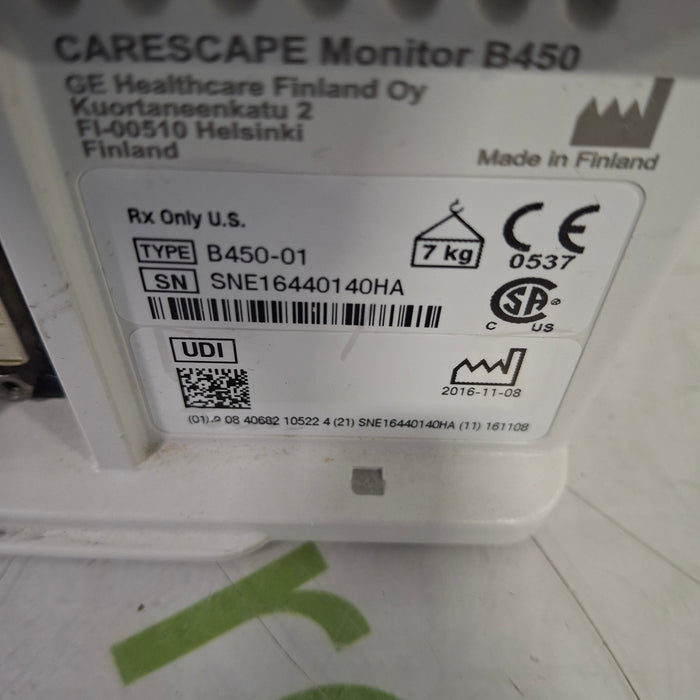 CARESCAPE Monitor B450
GE Healthcare Finland Oy
Kuortaneenkatu 2
FI-00510 Helsinki
Finland
Made in Finland
Rx Only U.S.
TYPE B450-01
7 kg
CE
0537
SN SNE16440140HA
CSA ®
C US
UDI
2016-11-08
08 40682 10522 4 (21) SNE16440140HA (11) 161108